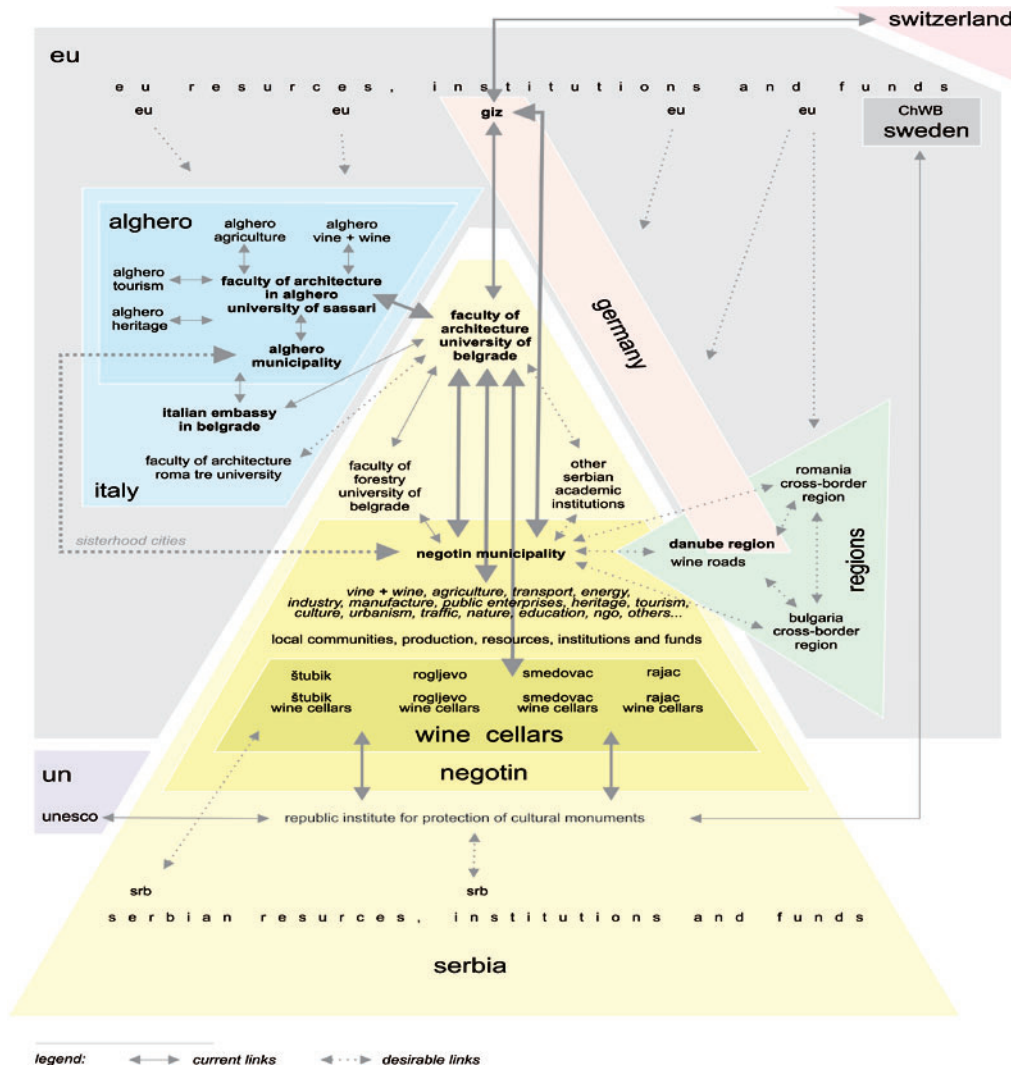 switzerland
eu
eu resurces, institutions and funds
eu
eu
giz
eu
eu
ChWB
sweden
alghero
alghero
agriculture
alghero
vine + wine
alghero
tourism
faculty of architecture
in alghero
university of sassari
alghero
heritage
alghero
municipality
italian embassy
in belgrade
faculty of architecture
roma tre university
italy
germany
faculty of
architecture
university of
belgrade
faculty of
forestry
university of
belgrade
other
serbian
academic
institutions
romania
cross-border
region
sisterhood cities
negotin municipality
danube region
wine roads
regions
bulgaria
cross-border
region
vine + wine, agriculture, transport, energy,
industry, manufacture, public enterprises, heritage, tourism,
culture, urbanism, traffic, nature, education, ngo, others...
local communities, production, resources, institutions and funds
štubik
rogljevo
smedovac
rajac
štubik
wine cellars
rogljevo
wine cellars
smedovac
wine cellars
rajac
wine cellars
wine cellars
un
negotin
unesco
republic institute for protection of cultural monuments
srb
srb
serbian resurces, institutions and funds
serbia
legend:
current links
desirable links